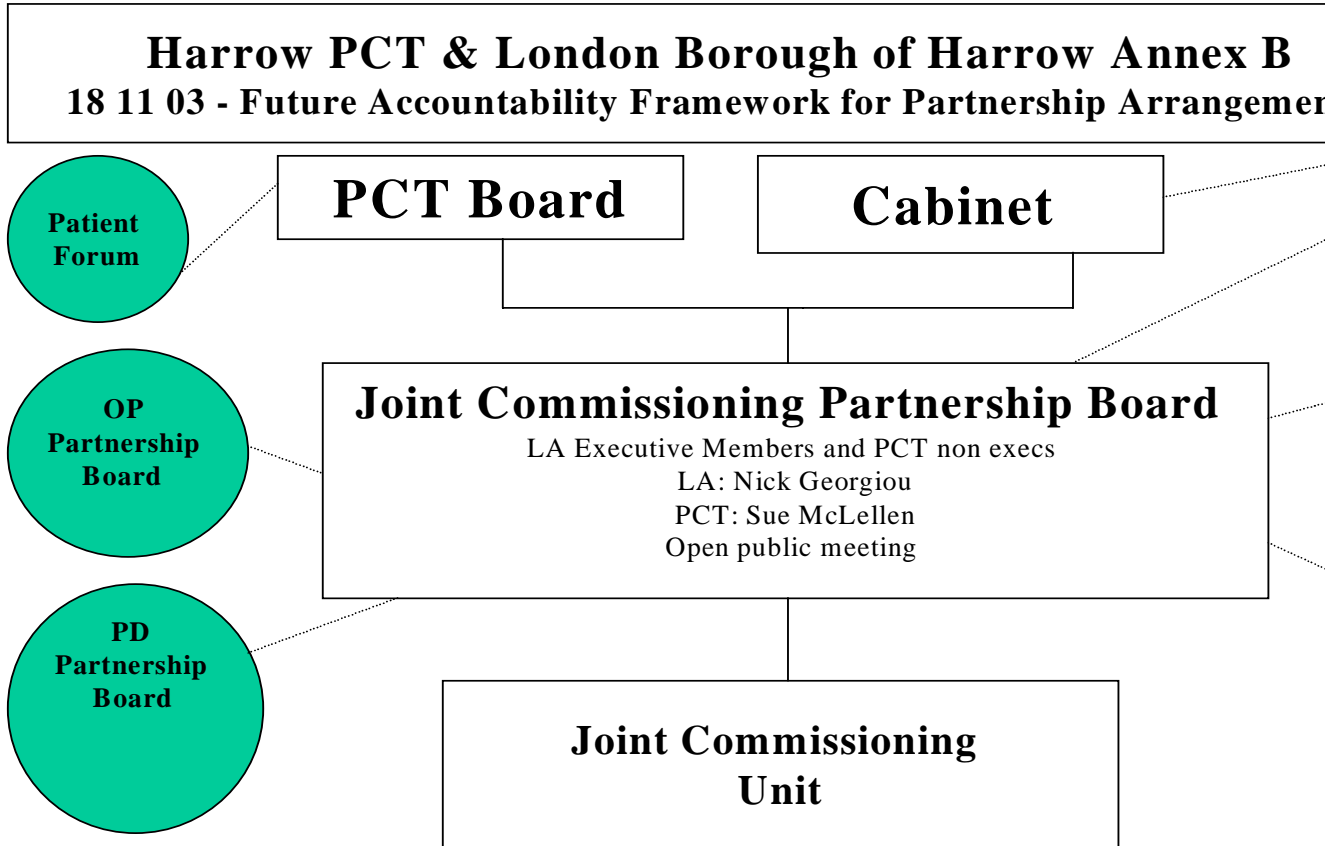 Harrow PCT & London Borough of Harrow Annex B
18 11 03 - Future Accountability Framework for Partnership
PCT Board
Cabinet
Patient
Forum
OP
Partnership
Board
Joint Commissioning Partnership Board
LA Executive Members and PCT non execs
LA: Nick Georgiou
PCT: Sue McLellen
Open public meeting
PD
Partnership
Board
Joint Commissioning
Unit